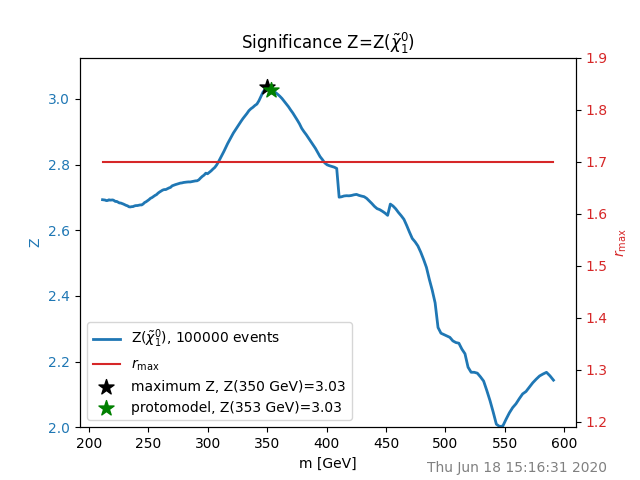 Significance Z=Z(χ̃₁⁰)
3.0
2.8
2.6
2.4
2.2
2.0
Z
1.9
1.8
1.7
1.6
1.5
1.4
1.3
1.2
r_max
Z(χ̃₁⁰), 100000 events
r_max
maximum Z, Z(350 GeV)=3.03
protomodel, Z(353 GeV)=3.03
200 250 300 350 400 450 500 550 600
m [GeV]
Thu Jun 18 15:16:31 2020